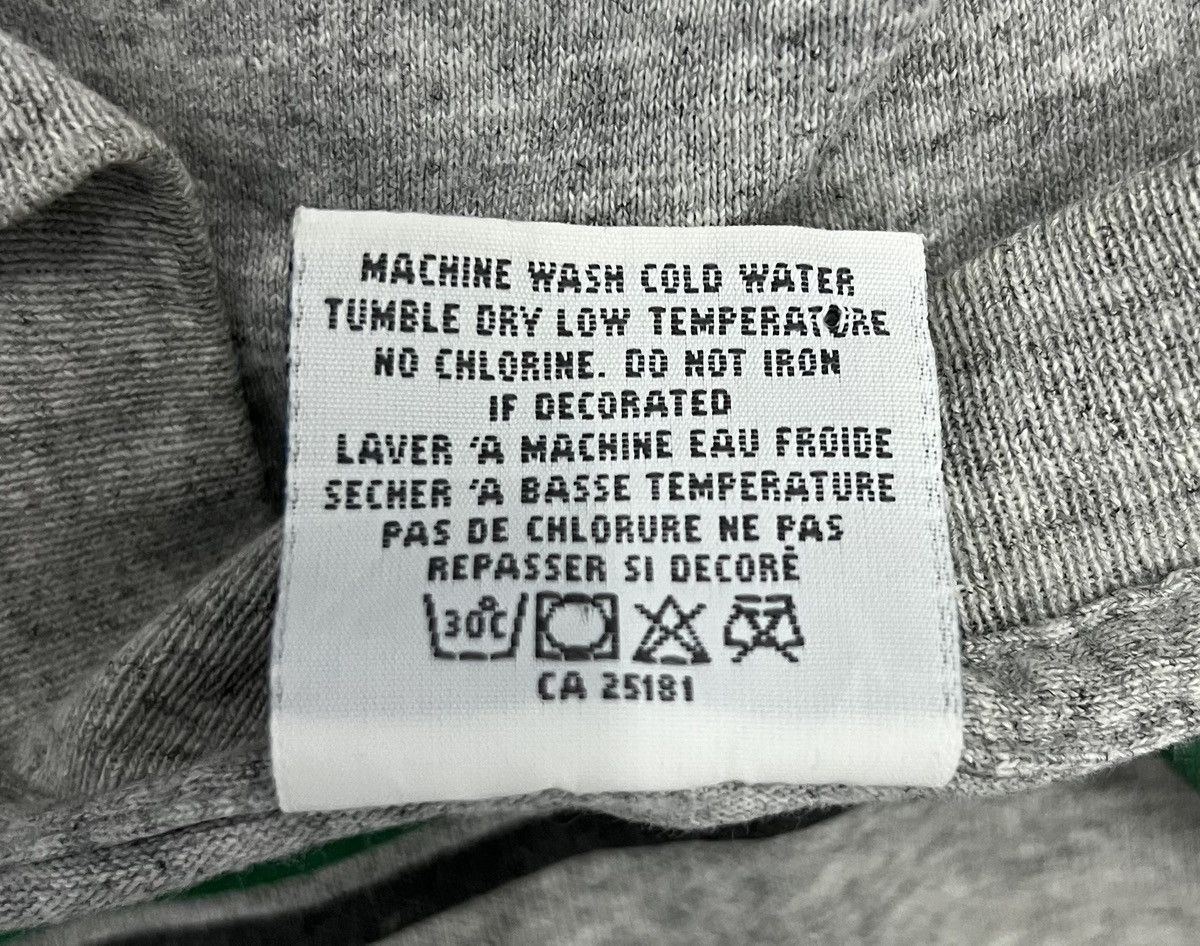 MACHINE WASH COLD WATER
TUMBLE DRY LOW TEMPERATURE
NO CHLORINE. DO NOT IRON
IF DECORATED
LAVER 'A MACHINE EAU FROIDE
SECHER 'A BASSE TEMPERATURE
PAS DE CHLORURE NE PAS
REPASSER SI DECORÉ
30°C
CA 25181